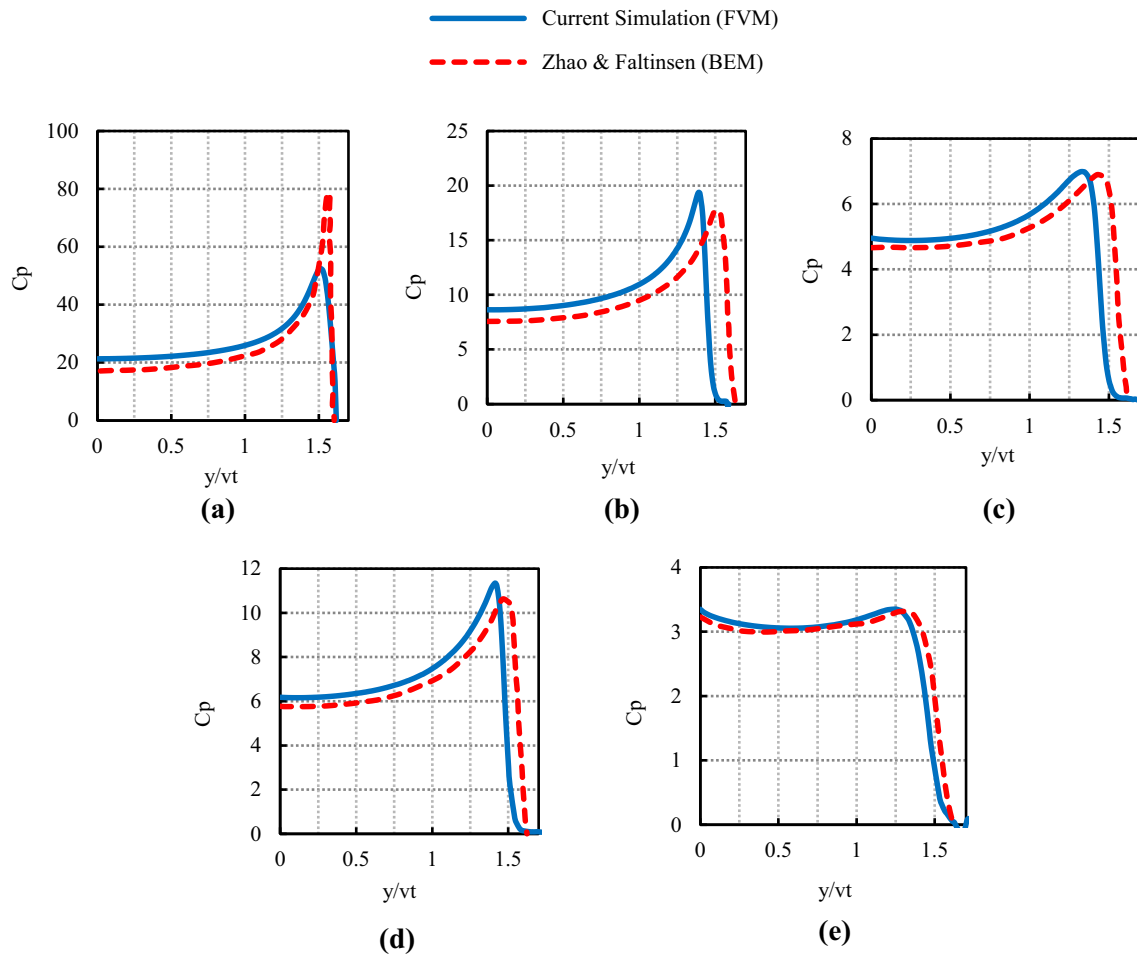 Current Simulation (FVM)
Zhao & Faltinsen (BEM)
100
80
60
40
20
0
Cp
0 0.5 1 1.5
y/vt
(a)
25
20
15
10
5
0
Cp
0 0.5 1 1.5
y/vt
(b)
8
6
4
2
0
Cp
0 0.5 1 1.5
y/vt
(c)
12
10
8
6
4
2
0
Cp
0 0.5 1 1.5
y/vt
(d)
4
3
2
1
0
Cp
0 0.5 1 1.5
y/vt
(e)